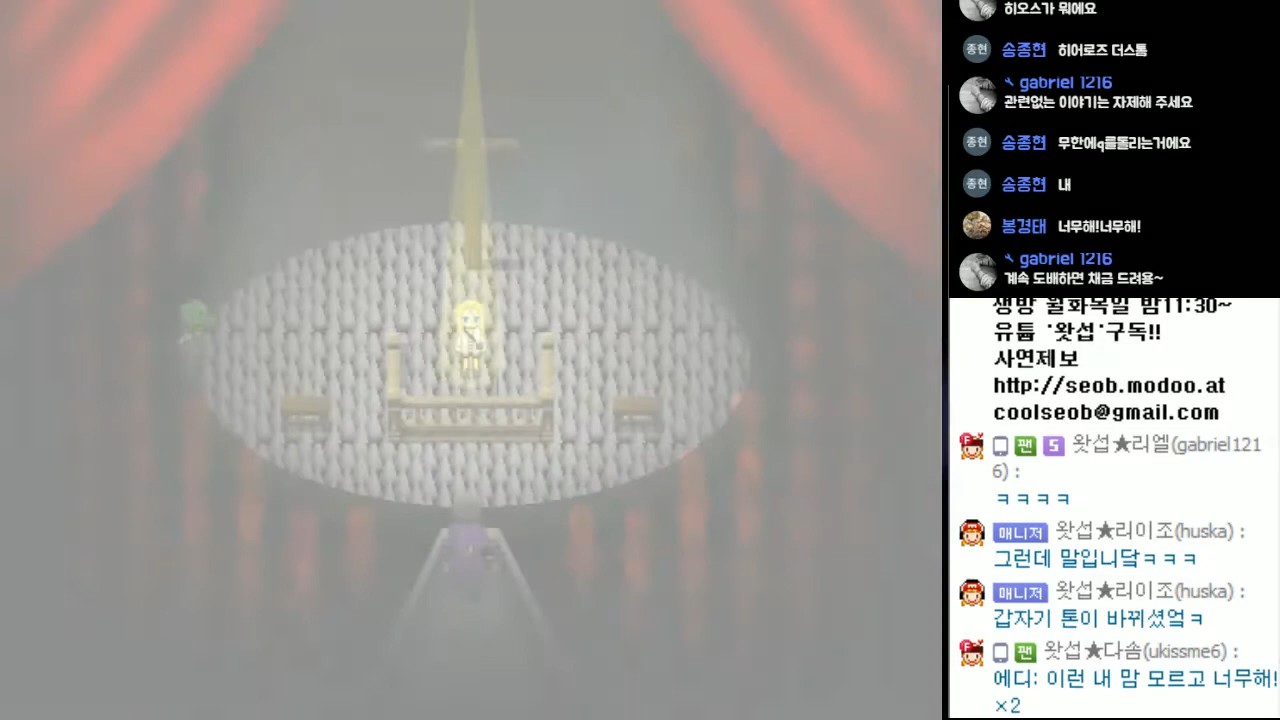 히오스가 뭐에요
종현 송종현 히어로즈 더스톰
gabriel 1216
관련없는 이야기는 자제해 주세요
종현 송종현 무한에q를돌리는거에요
종현 송종현 내
봉경태 너무해!너무해!
gabriel 1216
계속 도배하면 채금 드려용~
생방 월화목일 밤11:30~
유튭 '왓섭'구독!!
사연제보
http://seob.modoo.at
coolseob@gmail.com
팬 S 왓섭★리엘(gabriel121
6) :
ㅋㅋㅋㅋ
매니저 왓섭★리이조(huska) :
그런데 말입니닼ㅋㅋㅋ
매니저 왓섭★리이조(huska) :
갑자기 톤이 바뀌셨엌ㅋ
팬 왓섭★다솜(ukissme6) :
에디: 이런 내 맘 모르고 너무해!
×2